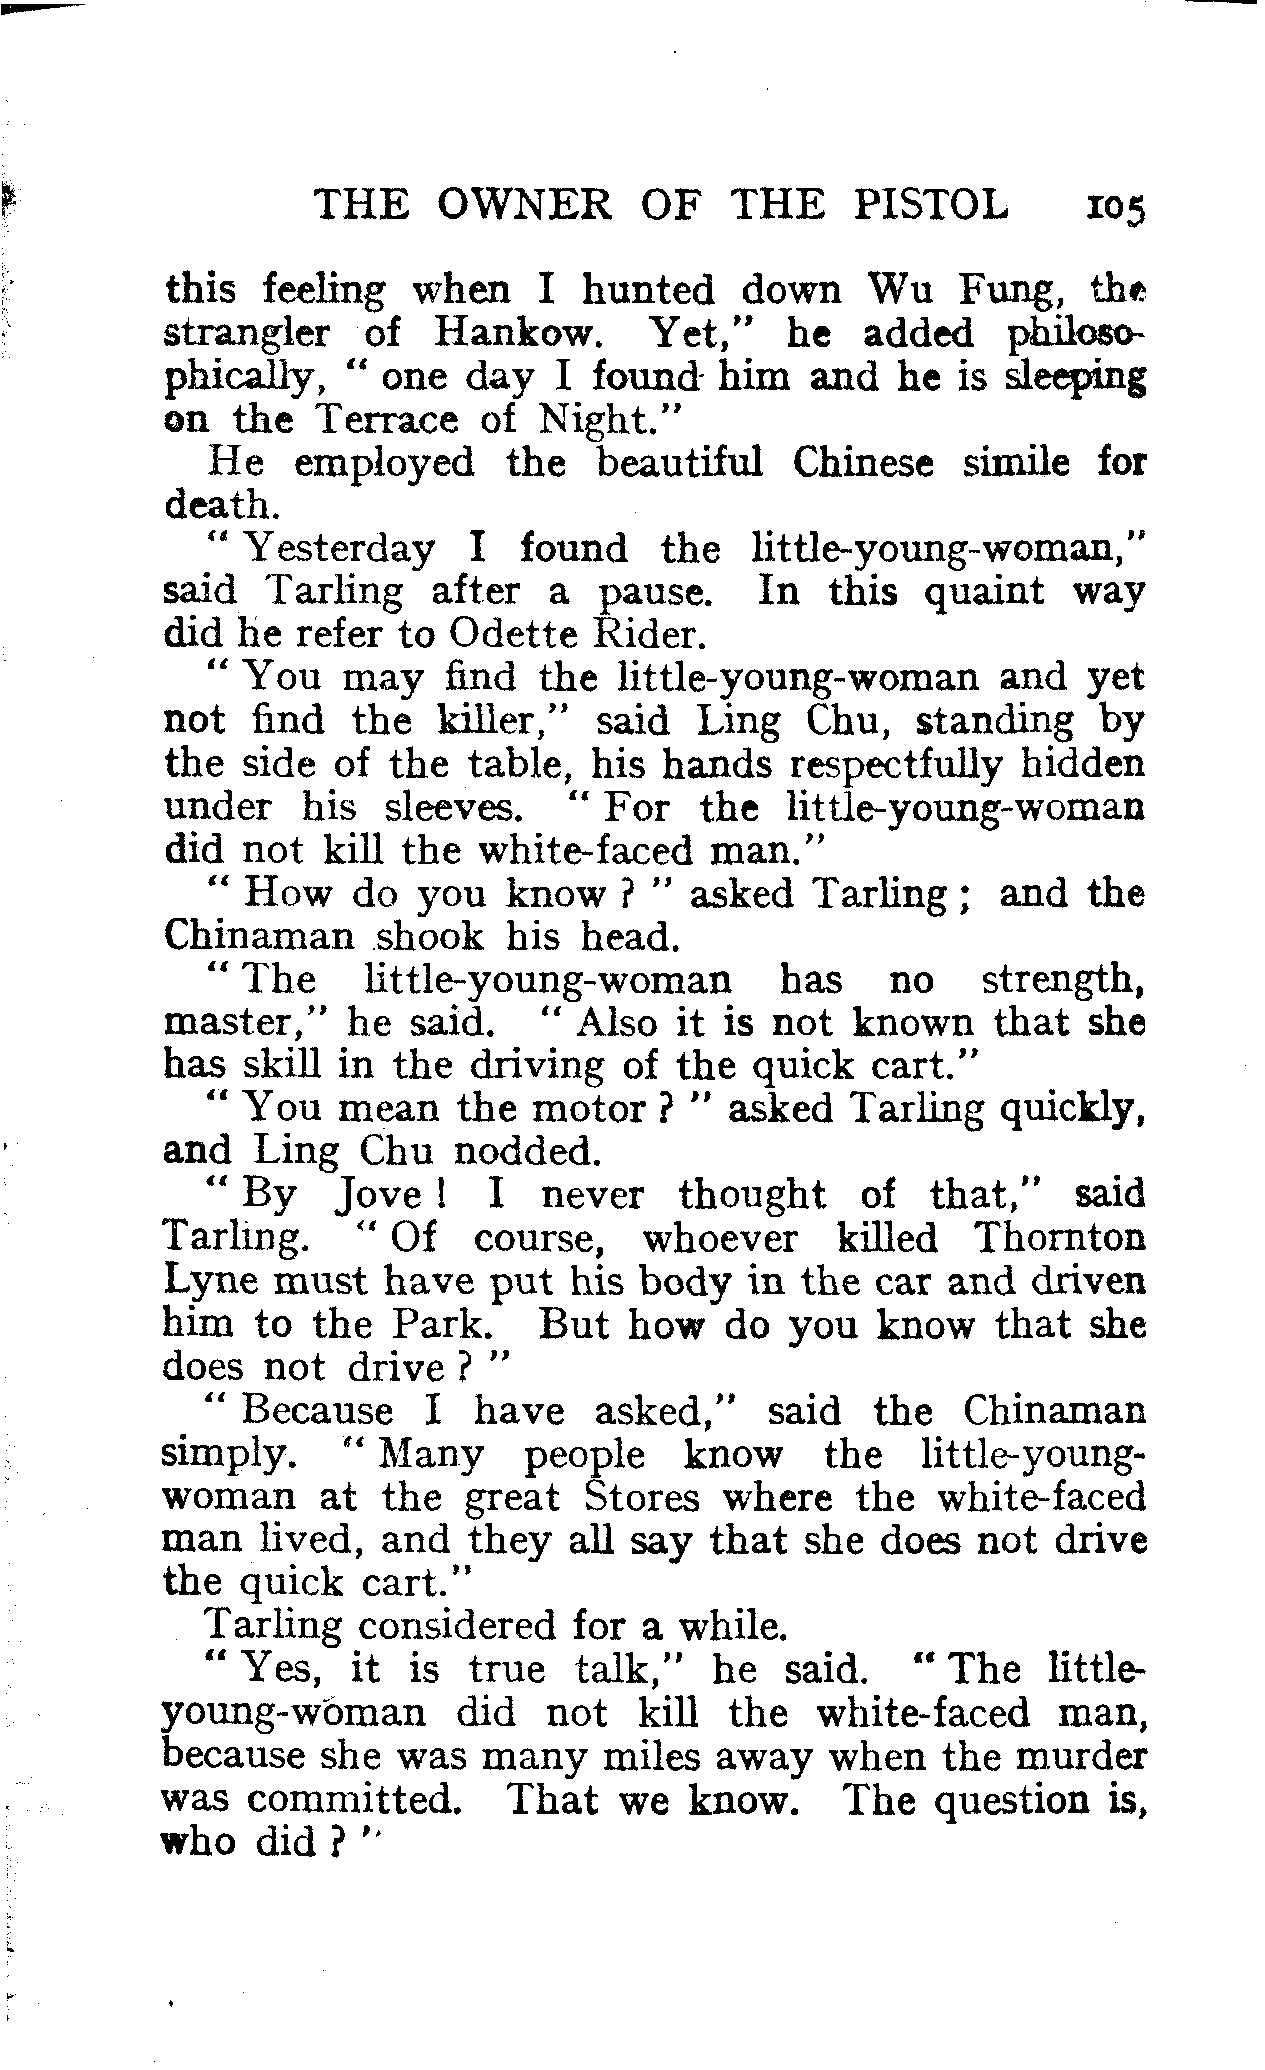 THE OWNER OF THE PISTOL 105
this feeling when I hunted down Wu Fung, the
strangler of Hankow. Yet," he added philoso-
phically, " one day I found him and he is sleeping
on the Terrace of Night."
He employed the beautiful Chinese simile for
death.
" Yesterday I found the little-young-woman,"
said Tarling after a pause. In this quaint way
did he refer to Odette Rider.
" You may find the little-young-woman and yet
not find the killer," said Ling Chu, standing by
the side of the table, his hands respectfully hidden
under his sleeves. " For the little-young-woman
did not kill the white-faced man."
" How do you know ? " asked Tarling ; and the
Chinaman shook his head.
" The little-young-woman has no strength,
master," he said. " Also it is not known that she
has skill in the driving of the quick cart."
" You mean the motor ? " asked Tarling quickly,
and Ling Chu nodded.
" By Jove ! I never thought of that," said
Tarling. " Of course, whoever killed Thornton
Lyne must have put his body in the car and driven
him to the Park. But how do you know that she
does not drive ? "
" Because I have asked," said the Chinaman
simply. " Many people know the little-young-
woman at the great Stores where the white-faced
man lived, and they all say that she does not drive
the quick cart."
Tarling considered for a while.
" Yes, it is true talk," he said. " The little-
young-woman did not kill the white-faced man,
because she was many miles away when the murder
was committed. That we know. The question is,
who did ? "